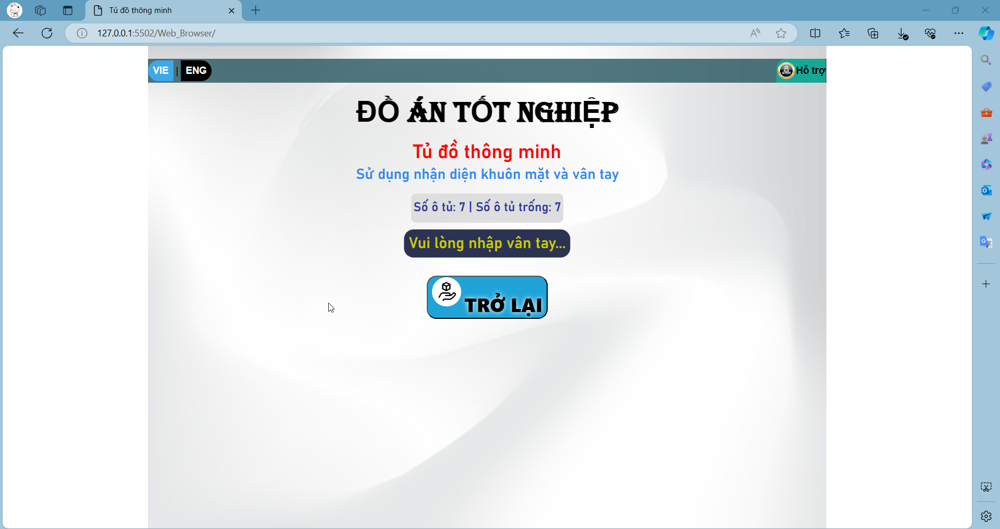 Tủ đồ thông minh
127.0.0.1:5502/Web_Browser/
VIE | ENG
Hỗ trợ
ĐỒ ÁN TỐT NGHIỆP
Tủ đồ thông minh
Sử dụng nhận diện khuôn mặt và vân tay
Số ô tủ: 7 | Số ô tủ trống: 7
Vui lòng nhập vân tay...
TRỞ LẠI